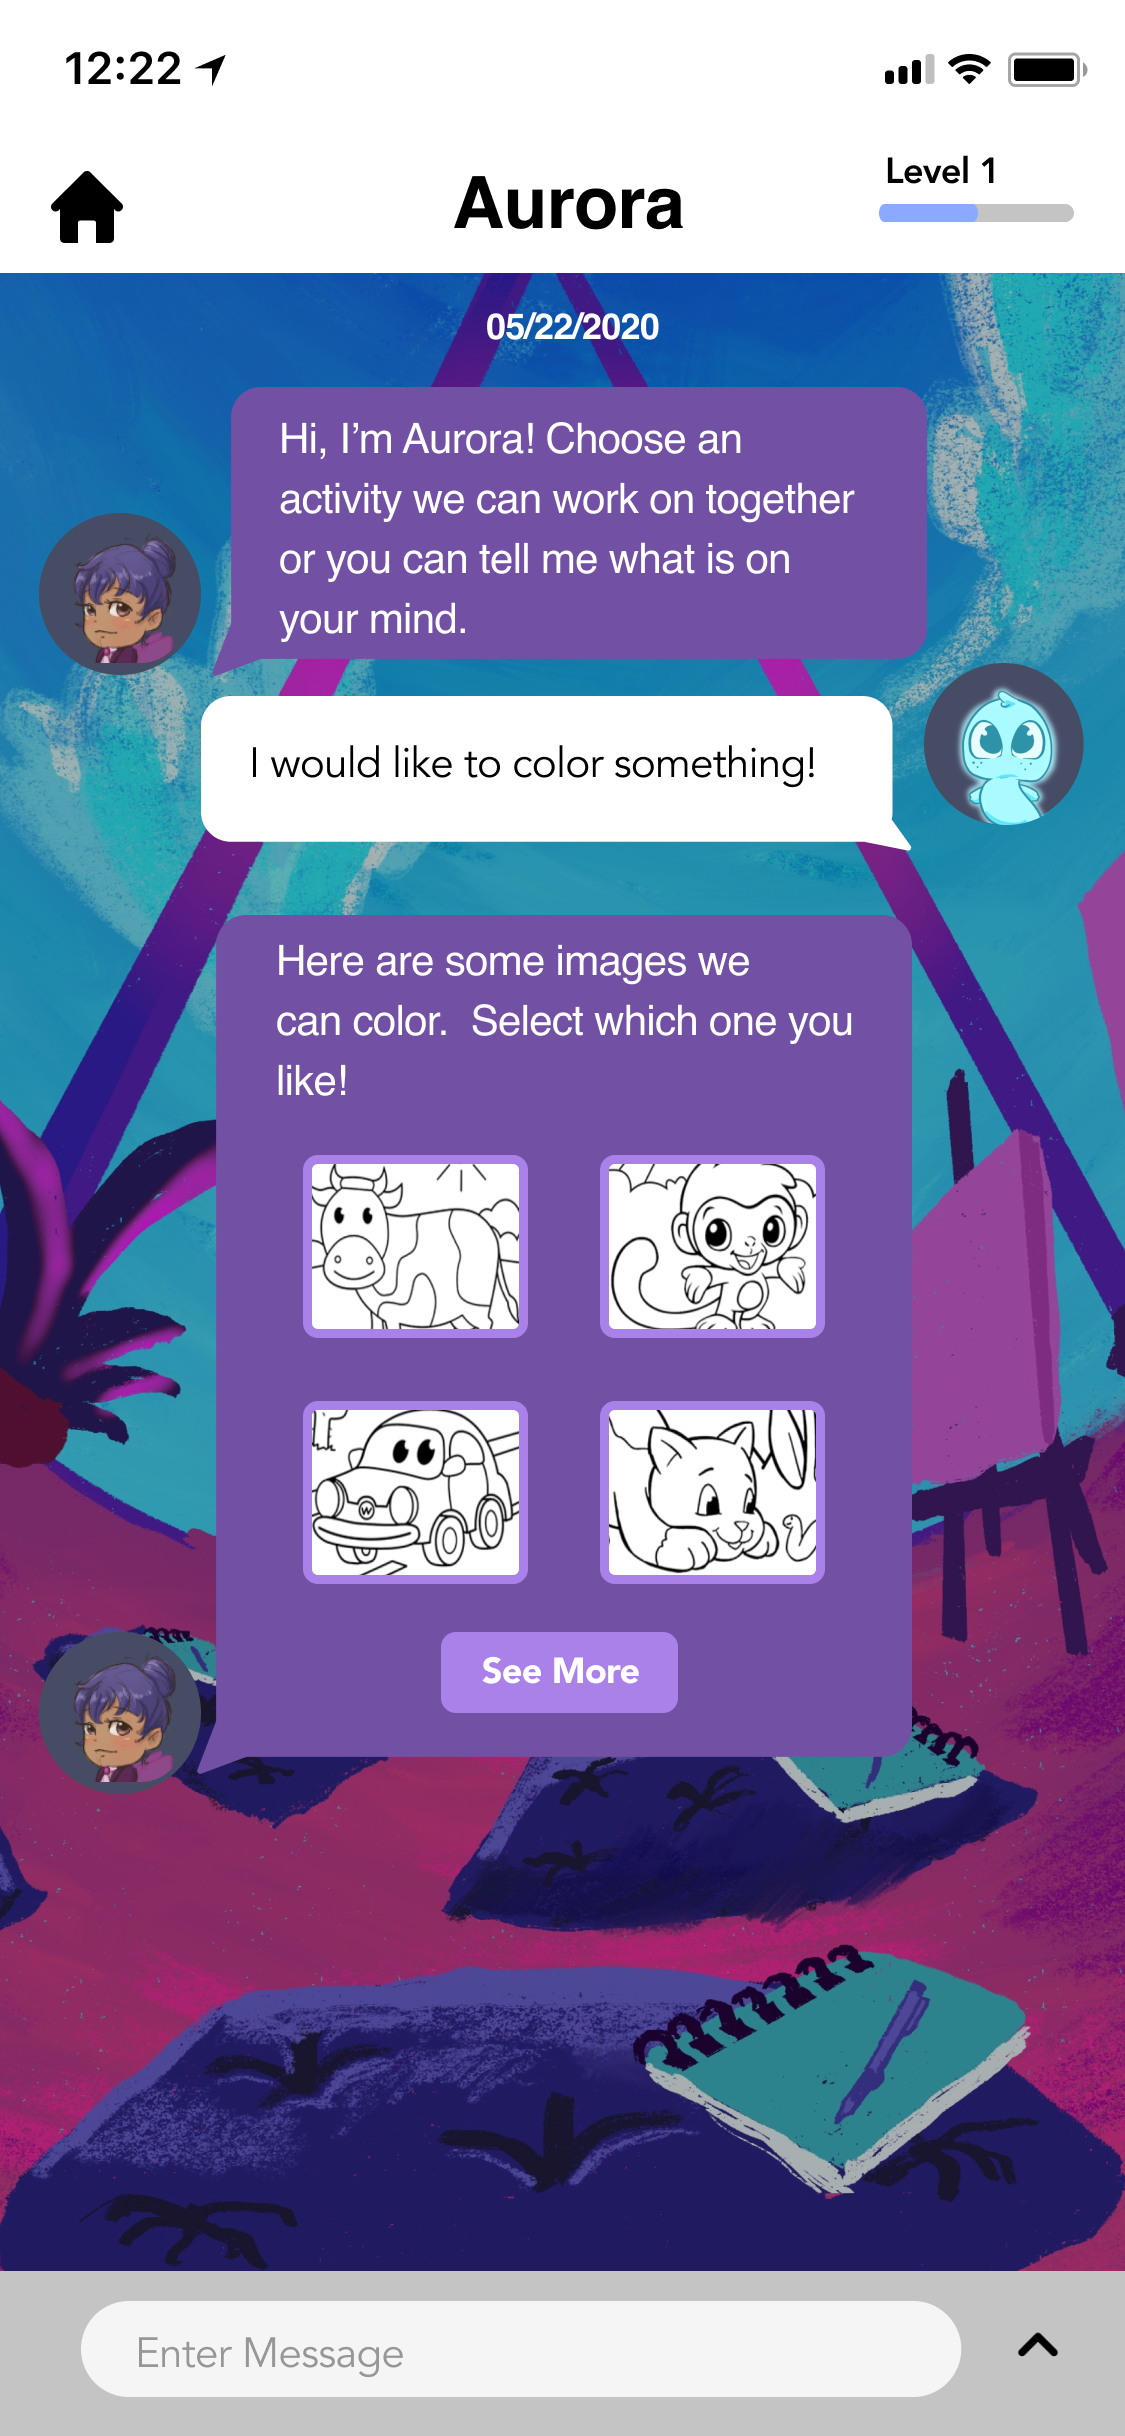 12:22
Aurora
Level 1
05/22/2020
Hi, I’m Aurora! Choose an
activity we can work on together
or you can tell me what is on
your mind.
I would like to color something!
Here are some images we
can color.  Select which one you
like!
W
See More
Enter Message